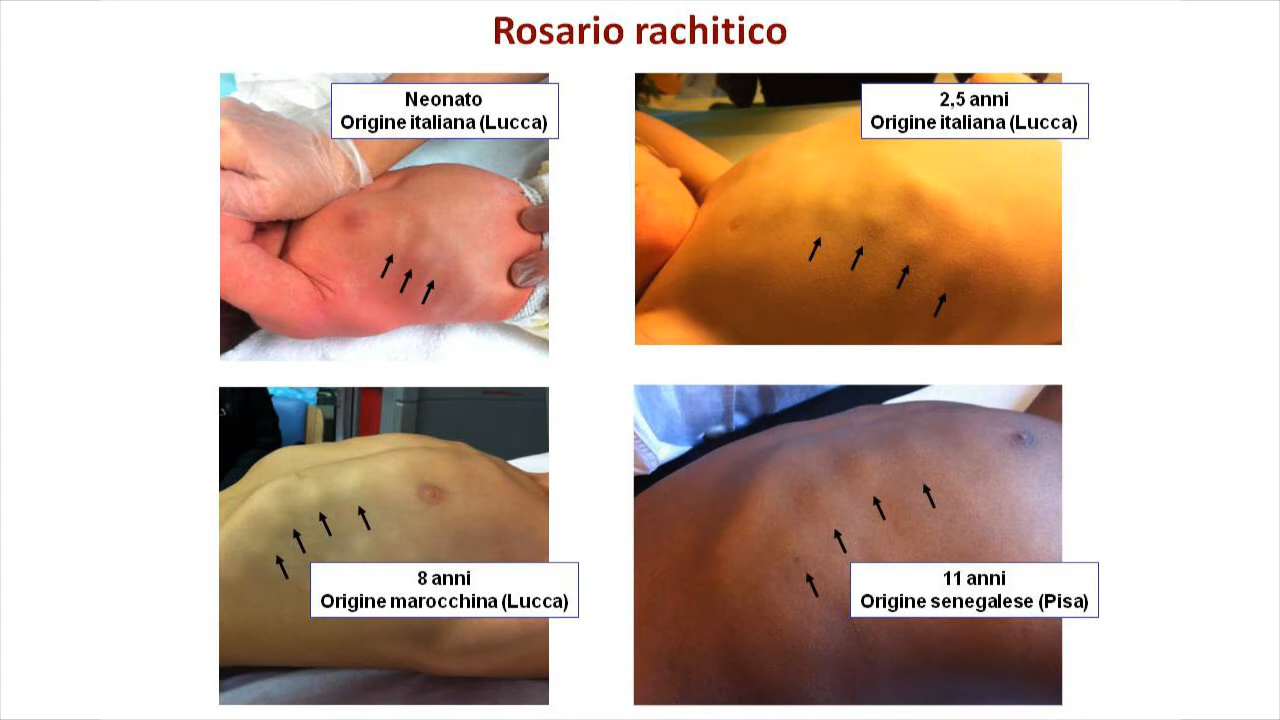 Rosario rachitico
Neonato
Origine italiana (Lucca)
2,5 anni
Origine italiana (Lucca)
8 anni
Origine marocchina (Lucca)
11 anni
Origine senegalese (Pisa)